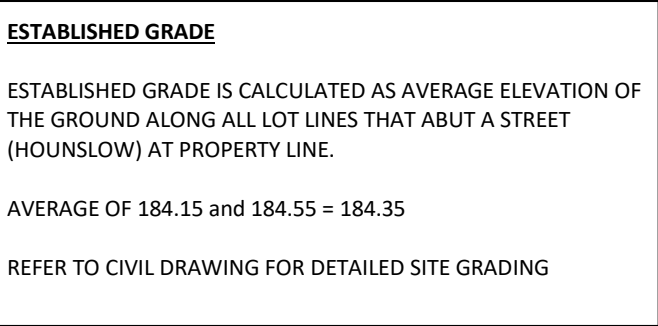 ESTABLISHED GRADE
ESTABLISHED GRADE IS CALCULATED AS AVERAGE ELEVATION OF
THE GROUND ALONG ALL LOT LINES THAT ABUT A STREET
(HOUNSLOW) AT PROPERTY LINE.
AVERAGE OF 184.15 and 184.55 = 184.35
REFER TO CIVIL DRAWING FOR DETAILED SITE GRADING